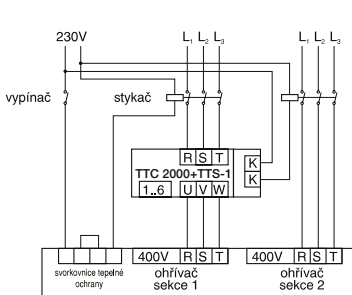 230V L₁ L₂ L₃ L₁ L₂ L₃
vypínač stykač
R S T
TTC 2000+TTS-1
K
K
1..6 U V W
400V R S T 400V R S T
svorkovnice tepelné
ochrany
ohřívač
sekce 1
ohřívač
sekce 2